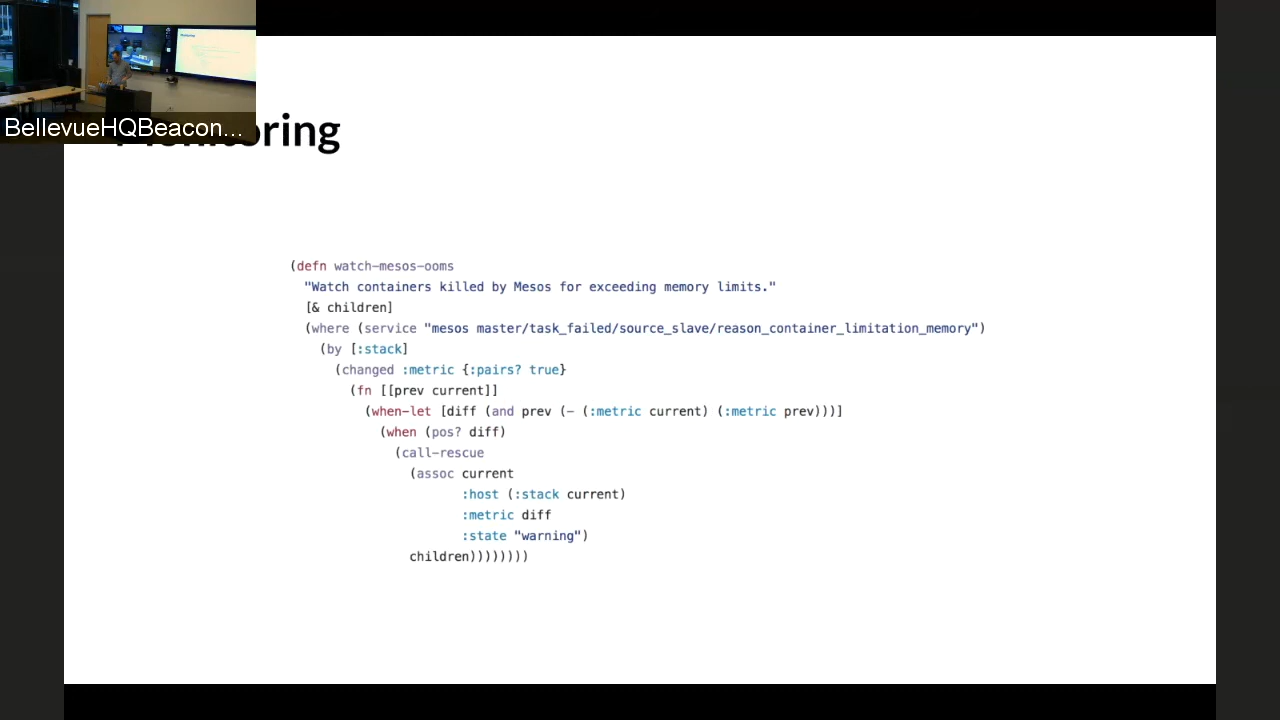 BellevueHQBeacon...
Monitoring
(defn watch-mesos-ooms
"Watch containers killed by Mesos for exceeding memory limits."
[& children]
(where (service "mesos master/task_failed/source_slave/reason_container_limitation_memory")
(by [:stack]
(changed :metric {:pairs? true}
(fn [[prev current]]
(when-let [diff (and prev (- (:metric current) (:metric prev)))]
(when (pos? diff)
(call-rescue
(assoc current
:host (:stack current)
:metric diff
:state "warning")
children))))))))